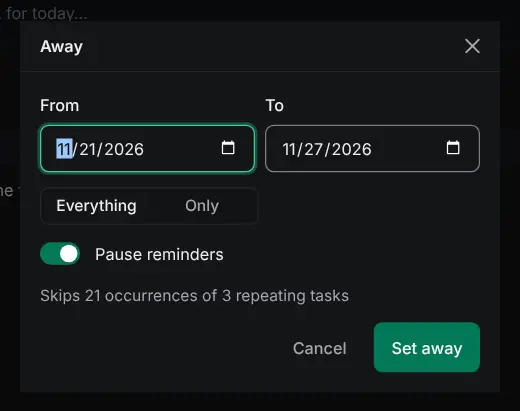 for today...
Away
From To
11/21/2026 11/27/2026
Everything Only
Pause reminders
Skips 21 occurrences of 3 repeating tasks
Cancel Set away